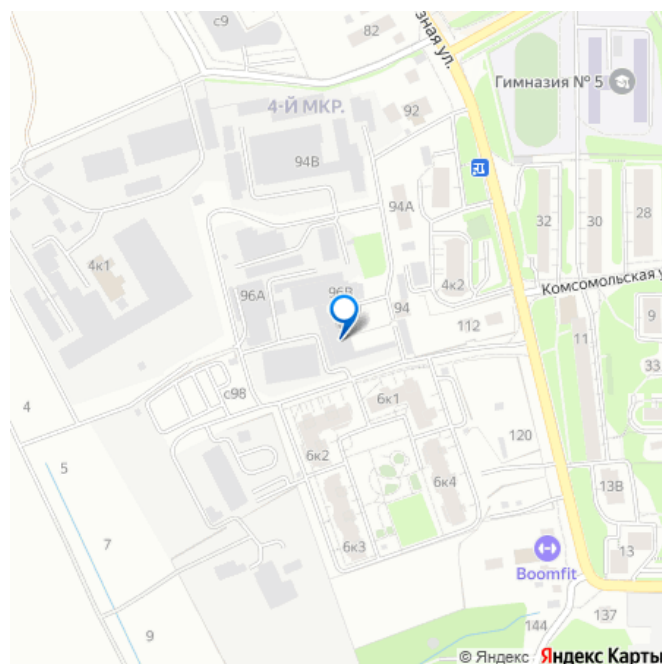 с9
82
зная ул.
Гимназия № 5
4-Й МКР.
92
94В
94А
32
30
28
4к1
4к2
Комсомольская у
96А
96В
94
112
9
11
33
с98
6к1
4
120
6к2
5
6к4
13В
7
6к3
13
Boomfit
9
144
137
© Яндекс Яндекс Карты